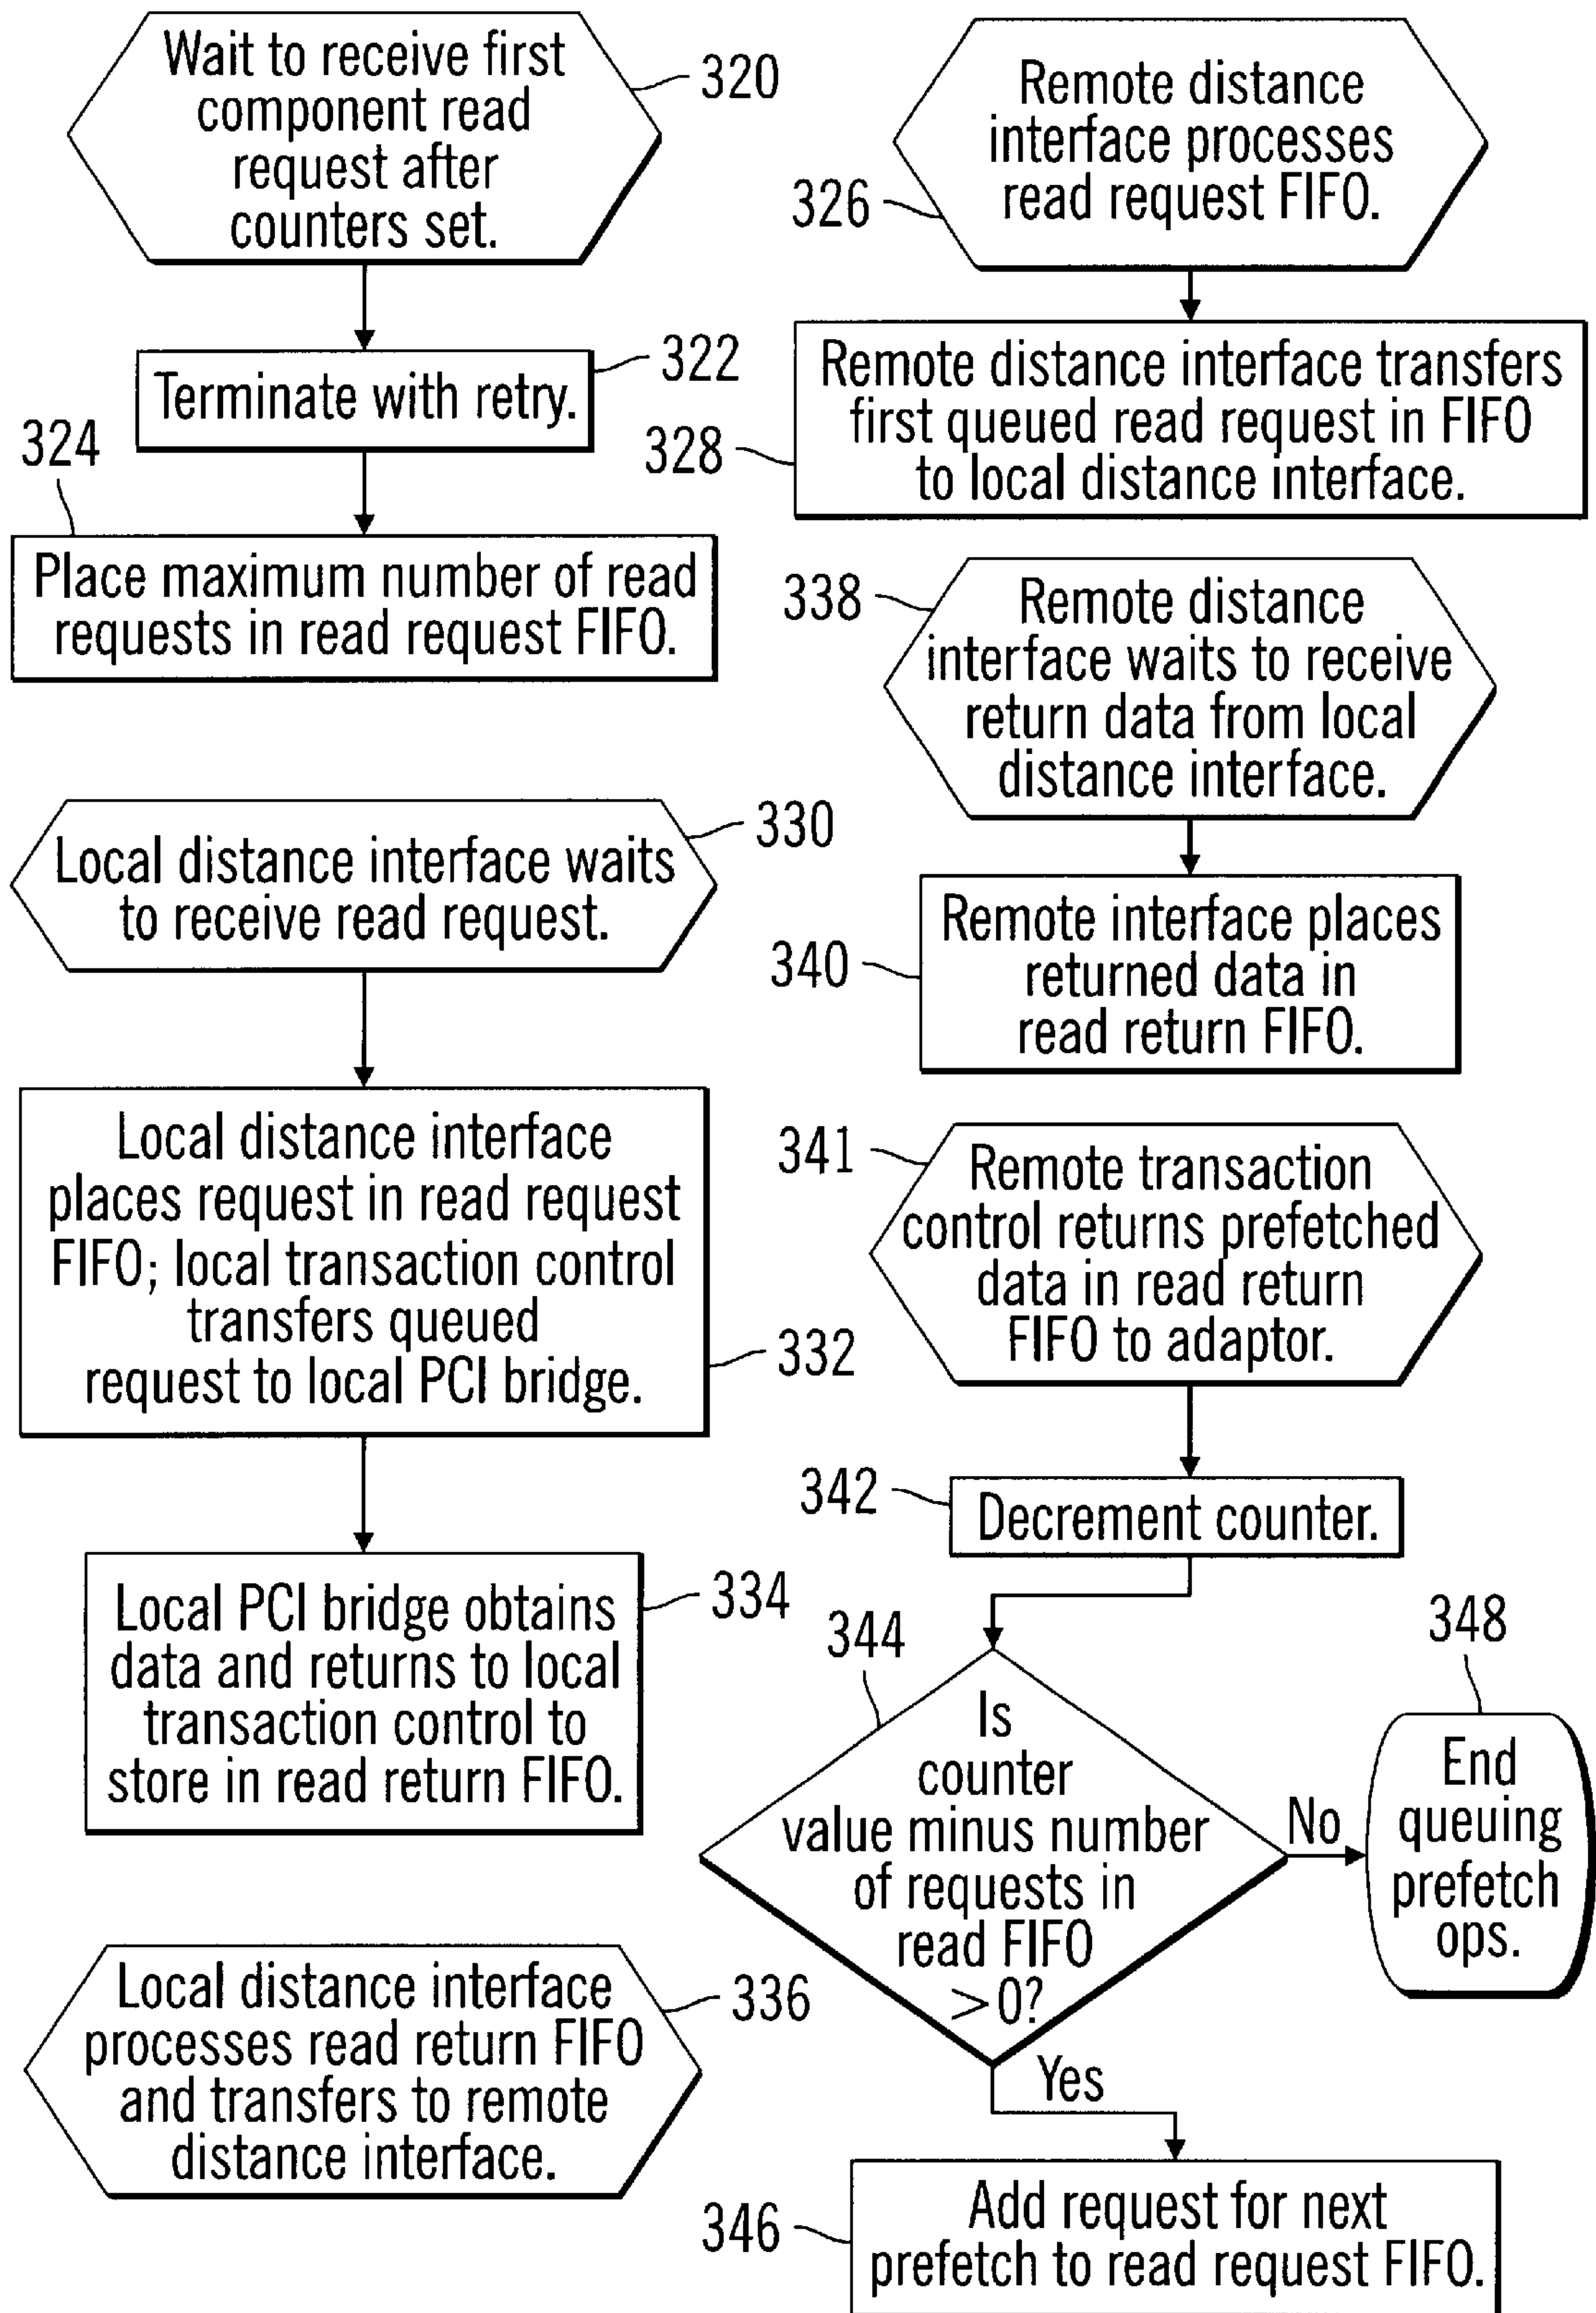 Wait to receive first
component read
request after
counters set.
320
Terminate with retry.
322
324
Place maximum number of read
requests in read request FIFO.
Remote distance
interface processes
read request FIFO.
326
Remote distance interface transfers
first queued read request in FIFO
to local distance interface.
328
Local distance interface waits
to receive read request.
330
Local distance interface
places request in read request
FIFO; local transaction control
transfers queued
request to local PCI bridge.
332
Local PCI bridge obtains
data and returns to local
transaction control to
store in read return FIFO.
334
Local distance interface
processes read return FIFO
and transfers to remote
distance interface.
336
338
Remote distance
interface waits to receive
return data from local
distance interface.
340
Remote interface places
returned data in
read return FIFO.
341
Remote transaction
control returns prefetched
data in read return
FIFO to adaptor.
342
Decrement counter.
344
Is
counter
value minus number
of requests in
read FIFO
>0?
No
348
End
queuing
prefetch
ops.
Yes
346
Add request for next
prefetch to read request FIFO.